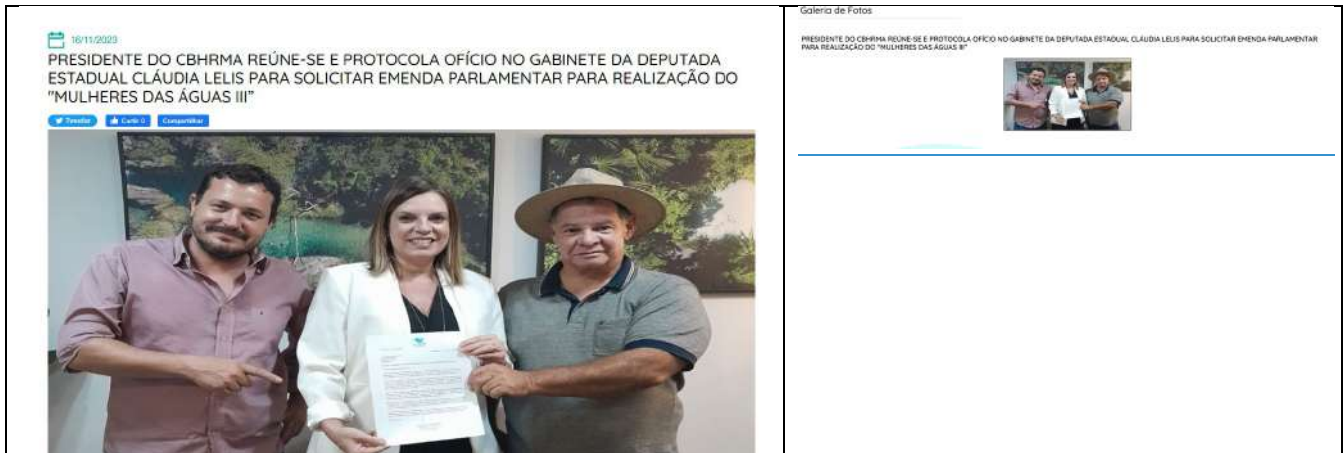 16/11/2023
PRESIDENTE DO CBHRMA REÚNE-SE E PROTOCOLA OFÍCIO NO GABINETE DA DEPUTADA
ESTADUAL CLÁUDIA LELIS PARA SOLICITAR EMENDA PARLAMENTAR PARA REALIZAÇÃO DO
"MULHERES DAS ÁGUAS III"
Tweetar Curtir 0 Compartilhar
Galeria de Fotos
PRESIDENTE DO CBHRMA REÚNE-SE E PROTOCOLA OFÍCIO NO GABINETE DA DEPUTADA ESTADUAL CLÁUDIA LELIS PARA SOLICITAR EMENDA PARLAMENTAR
PARA REALIZAÇÃO DO "MULHERES DAS ÁGUAS III"